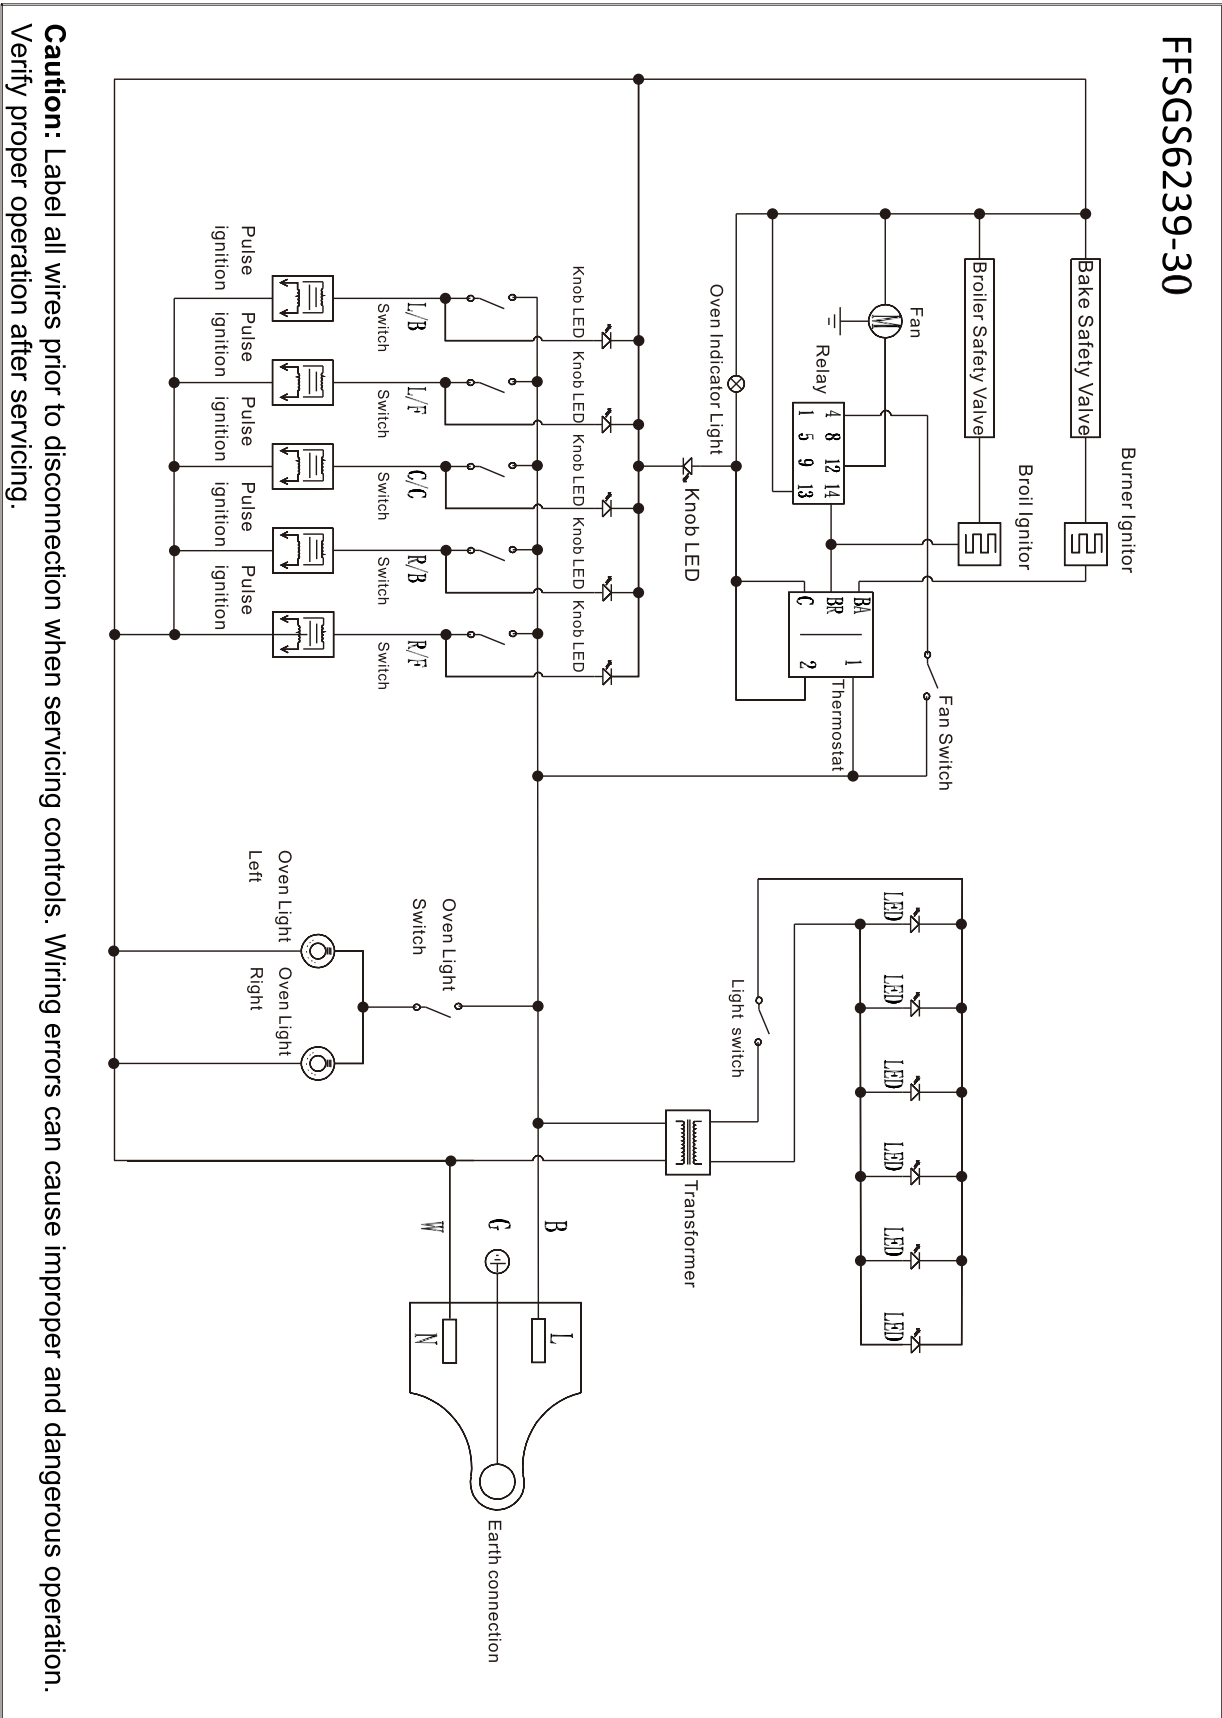 FFSGS6239-30
Bake Safety Valve
Burner Ignitor
Broiler Safety Valve
Broil Ignitor
Fan
M
Fan Switch
Relay
4 8 12 14
1 5 9 13
BA
BR
C
1
2
Thermostat
Oven Indicator Light
Knob LED
Knob LED
Knob LED
Knob LED
Knob LED
Knob LED
L/B
Switch
L/F
Switch
C/C
Switch
R/B
Switch
R/F
Switch
Pulse
ignition
Pulse
ignition
Pulse
ignition
Pulse
ignition
Pulse
ignition
LED
LED
LED
LED
LED
LED
Light switch
Transformer
Oven Light
Switch
Oven Light
Left
Oven Light
Right
B
G
W
L
N
Earth connection
Caution: Label all wires prior to disconnection when servicing controls. Wiring errors can cause improper and dangerous operation.
Verify proper operation after servicing.